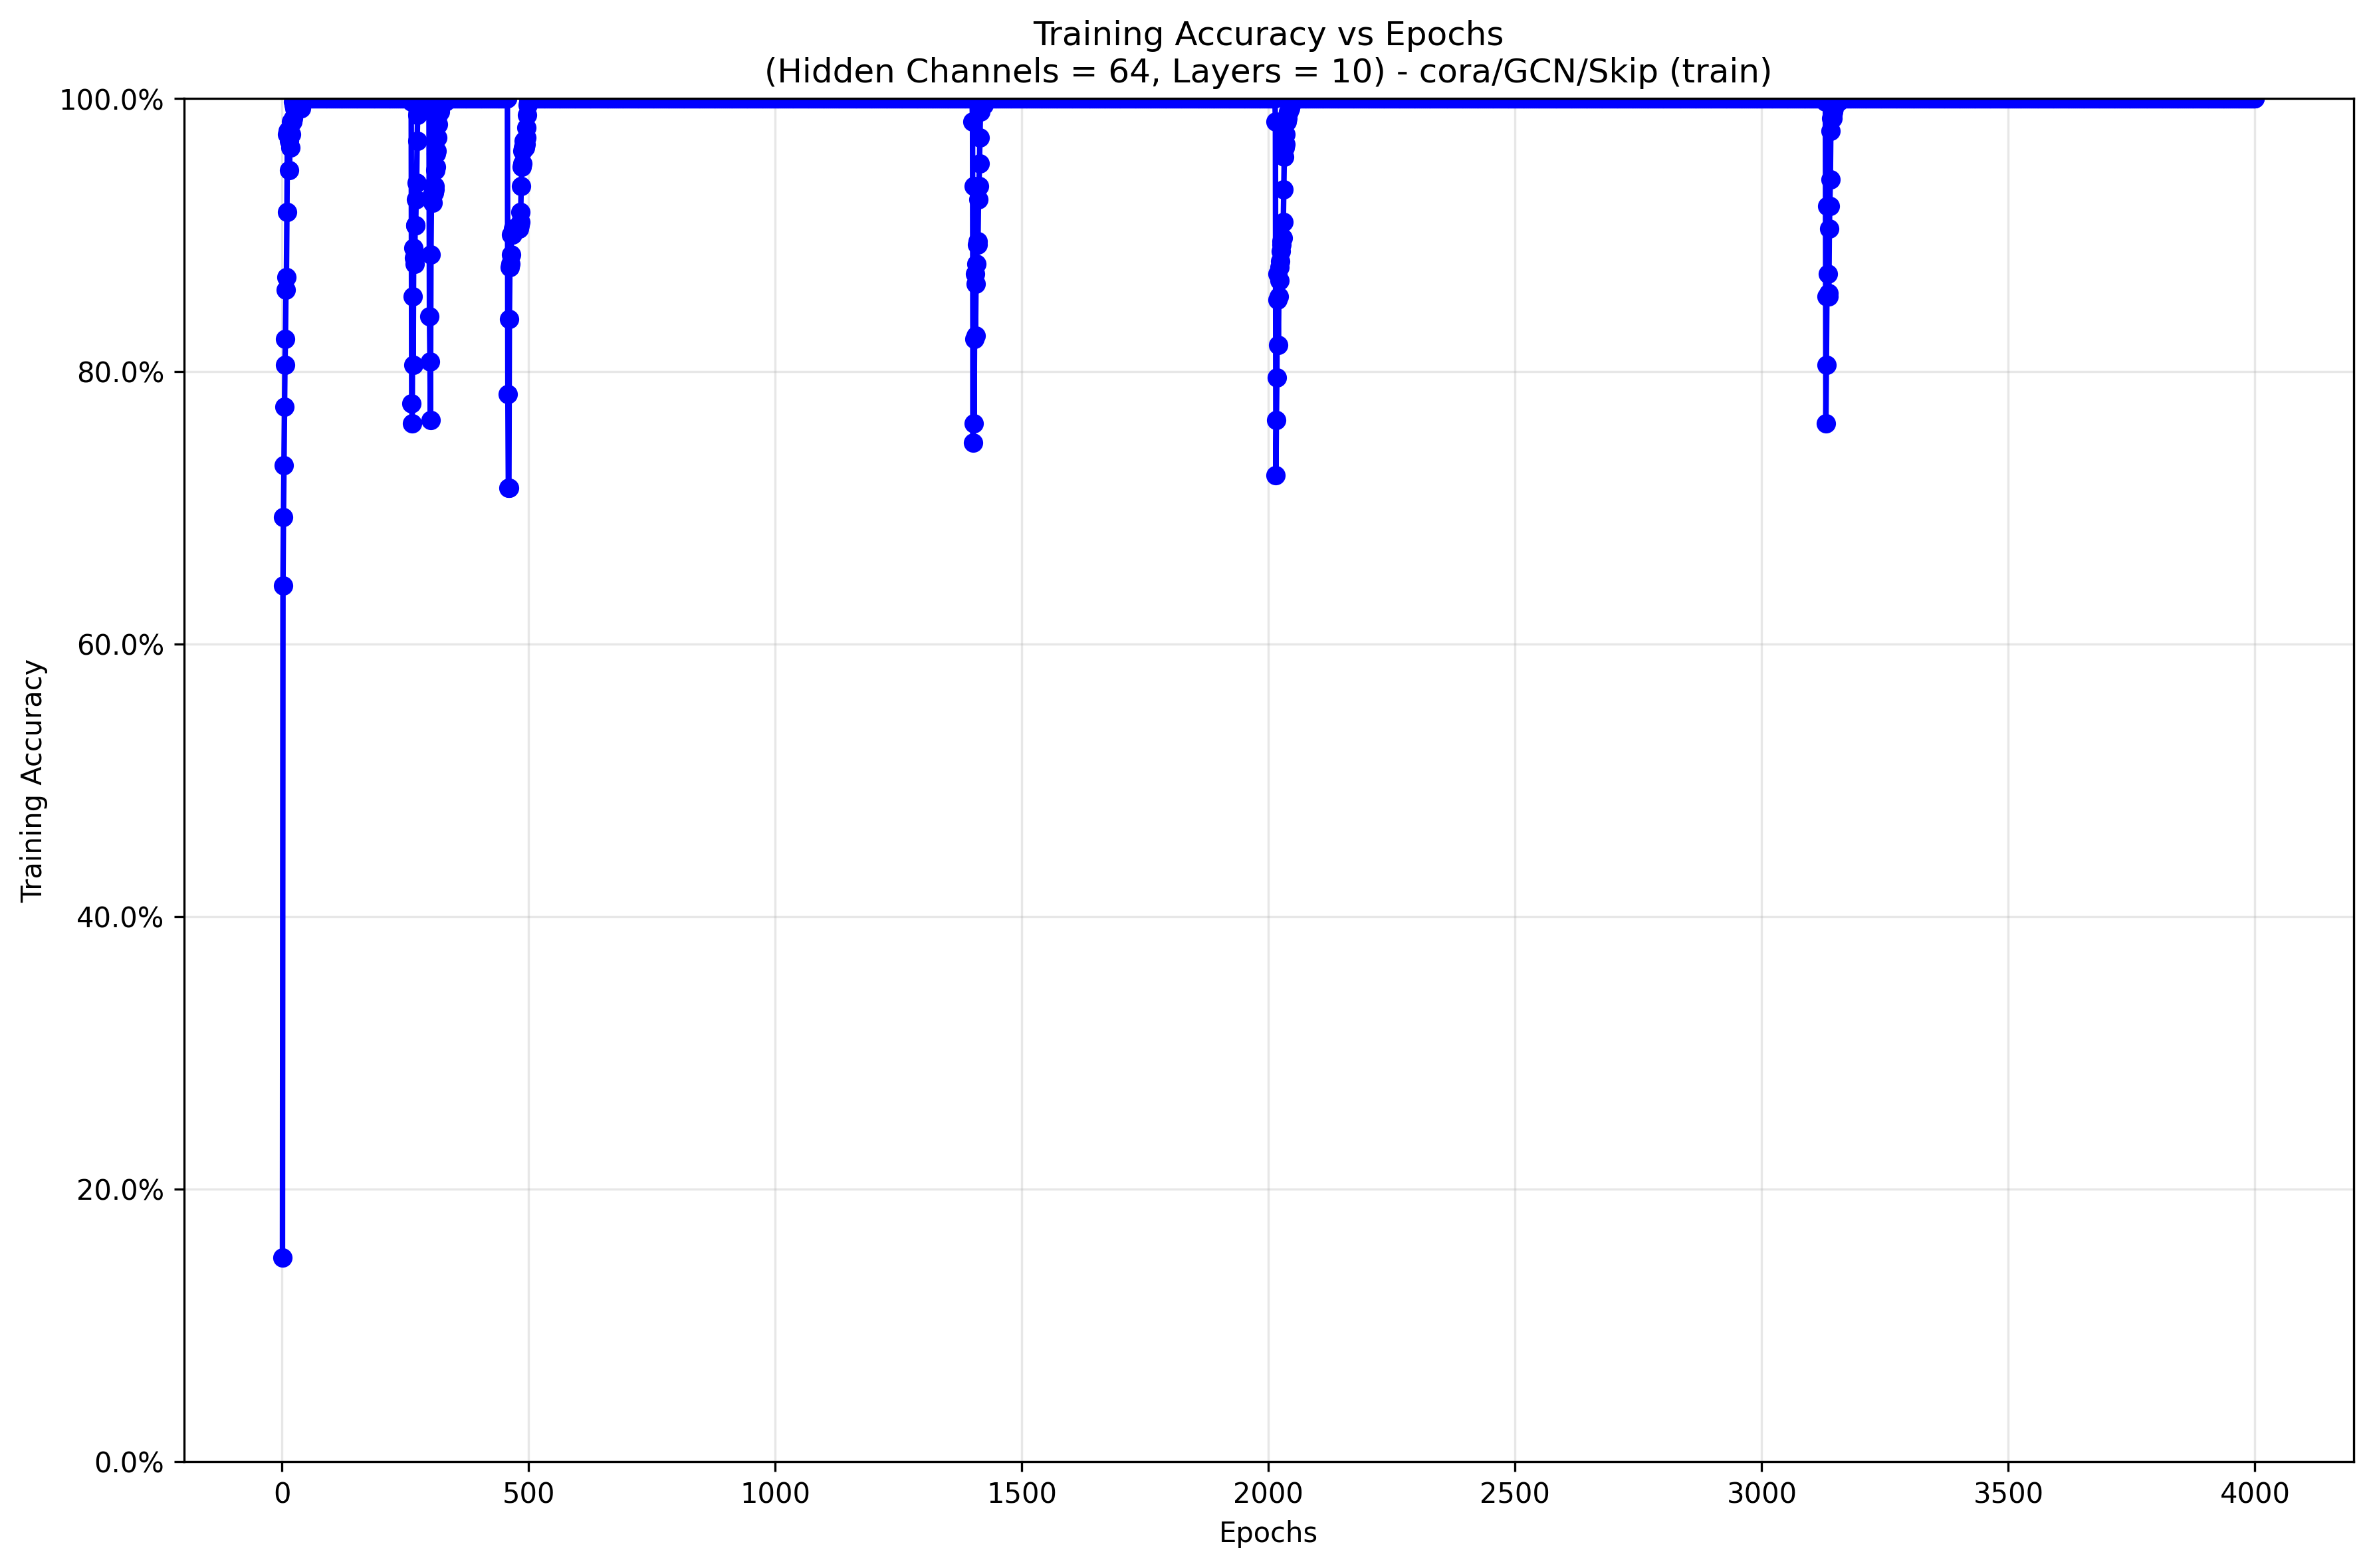 Training Accuracy vs Epochs
(Hidden Channels = 64, Layers = 10) - cora/GCN/Skip (train)
100.0%
80.0%
60.0%
40.0%
20.0%
0.0%
Training Accuracy
0 500 1000 1500 2000 2500 3000 3500 4000
Epochs